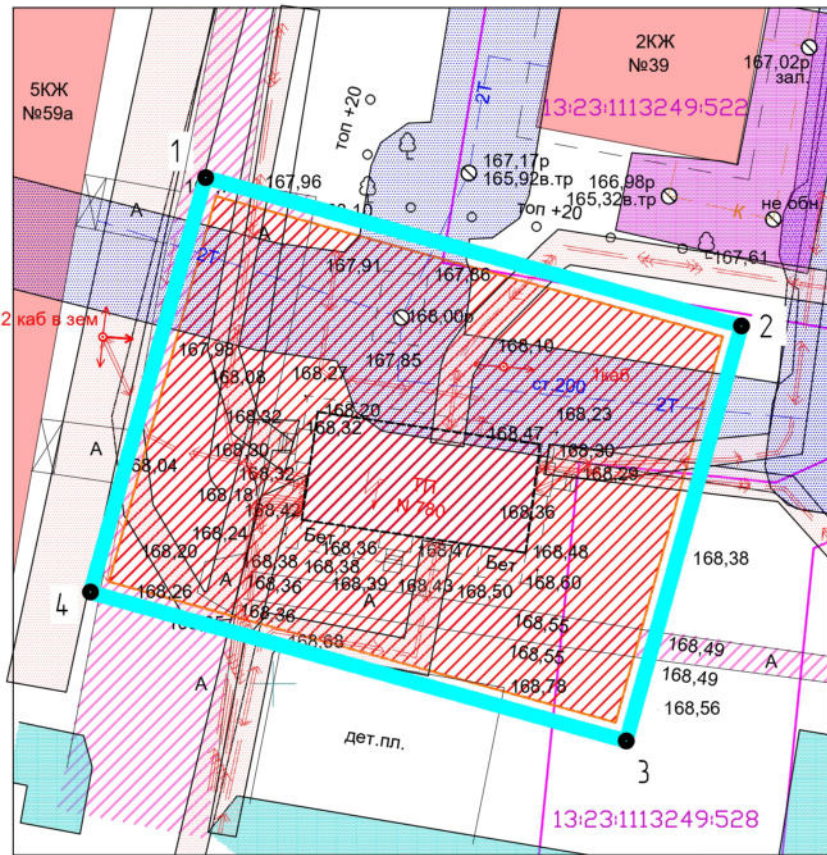 2КЖ
№39
167,02р
зал.
5КЖ
№59а
2Т
13:23:1113249:522
топ +20
1
167,96
167,17р
165,92в.тр
166,98р
165,32в.тр
К
не обн.
А
топ +20
А
2Т
167,91
167,86
167,61
2 каб в зем
168,00р
2
167,98
167,85
168,10
168,08
168,27
1каб
ст.200
2Т
168,32
168,20
168,32
168,23
168,47
А
168,30
168,30
68,04
168,32
168,29
168,18
168,42
ТП
N 780
168,36
168,24
Бет
168,20
168,36
168,47
168,48
168,38
168,38
Бет
168,38
4
168,26
А
168,36
168,39
168,43
168,50
168,60
А
168,36
168,55
168,68
168,55
168,49
А
168,49
А
168,78
168,56
дет.пл.
3
13:23:1113249:528